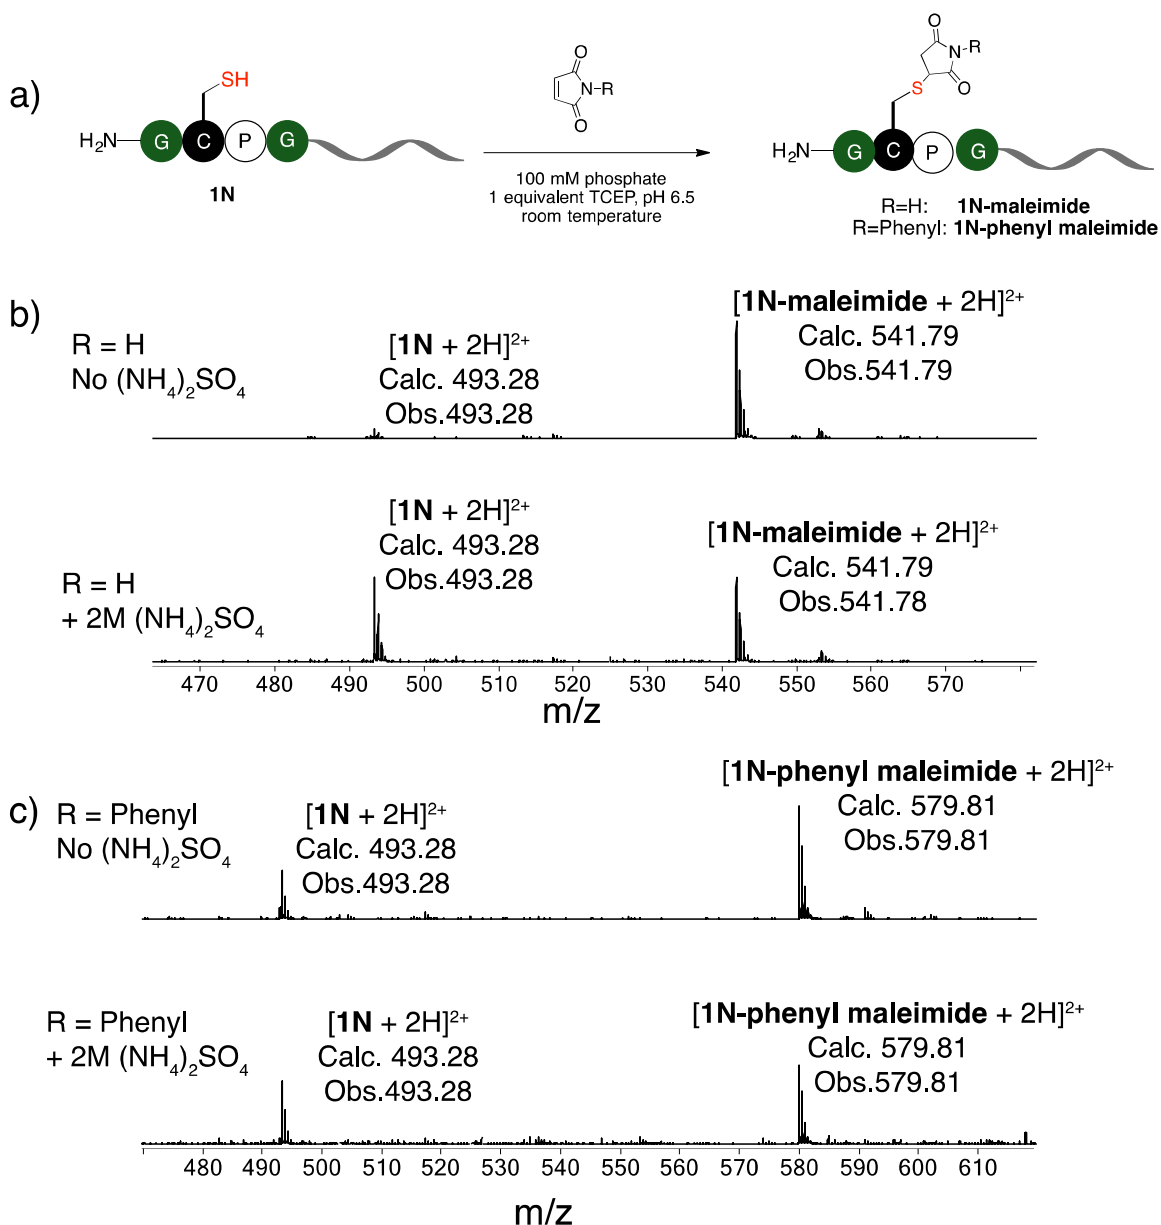 a)
SH
H₂N
G
C
P
G
1N
O
N–R
O
100 mM phosphate
1 equivalent TCEP, pH 6.5
room temperature
O
R
N
S
O
H₂N
G
C
P
G
R=H: 1N-maleimide
R=Phenyl: 1N-phenyl maleimide
b)
R = H
No (NH₄)₂SO₄
[1N + 2H]²⁺
Calc. 493.28
Obs.493.28
[1N-maleimide + 2H]²⁺
Calc. 541.79
Obs.541.79
R = H
+ 2M (NH₄)₂SO₄
[1N + 2H]²⁺
Calc. 493.28
Obs.493.28
[1N-maleimide + 2H]²⁺
Calc. 541.79
Obs.541.78
470 480 490 500 510 520 530 540 550 560 570
m/z
c)
R = Phenyl
No (NH₄)₂SO₄
[1N + 2H]²⁺
Calc. 493.28
Obs.493.28
[1N-phenyl maleimide + 2H]²⁺
Calc. 579.81
Obs.579.81
R = Phenyl
+ 2M (NH₄)₂SO₄
[1N + 2H]²⁺
Calc. 493.28
Obs.493.28
[1N-phenyl maleimide + 2H]²⁺
Calc. 579.81
Obs.579.81
480 490 500 510 520 530 540 550 560 570 580 590 600 610
m/z